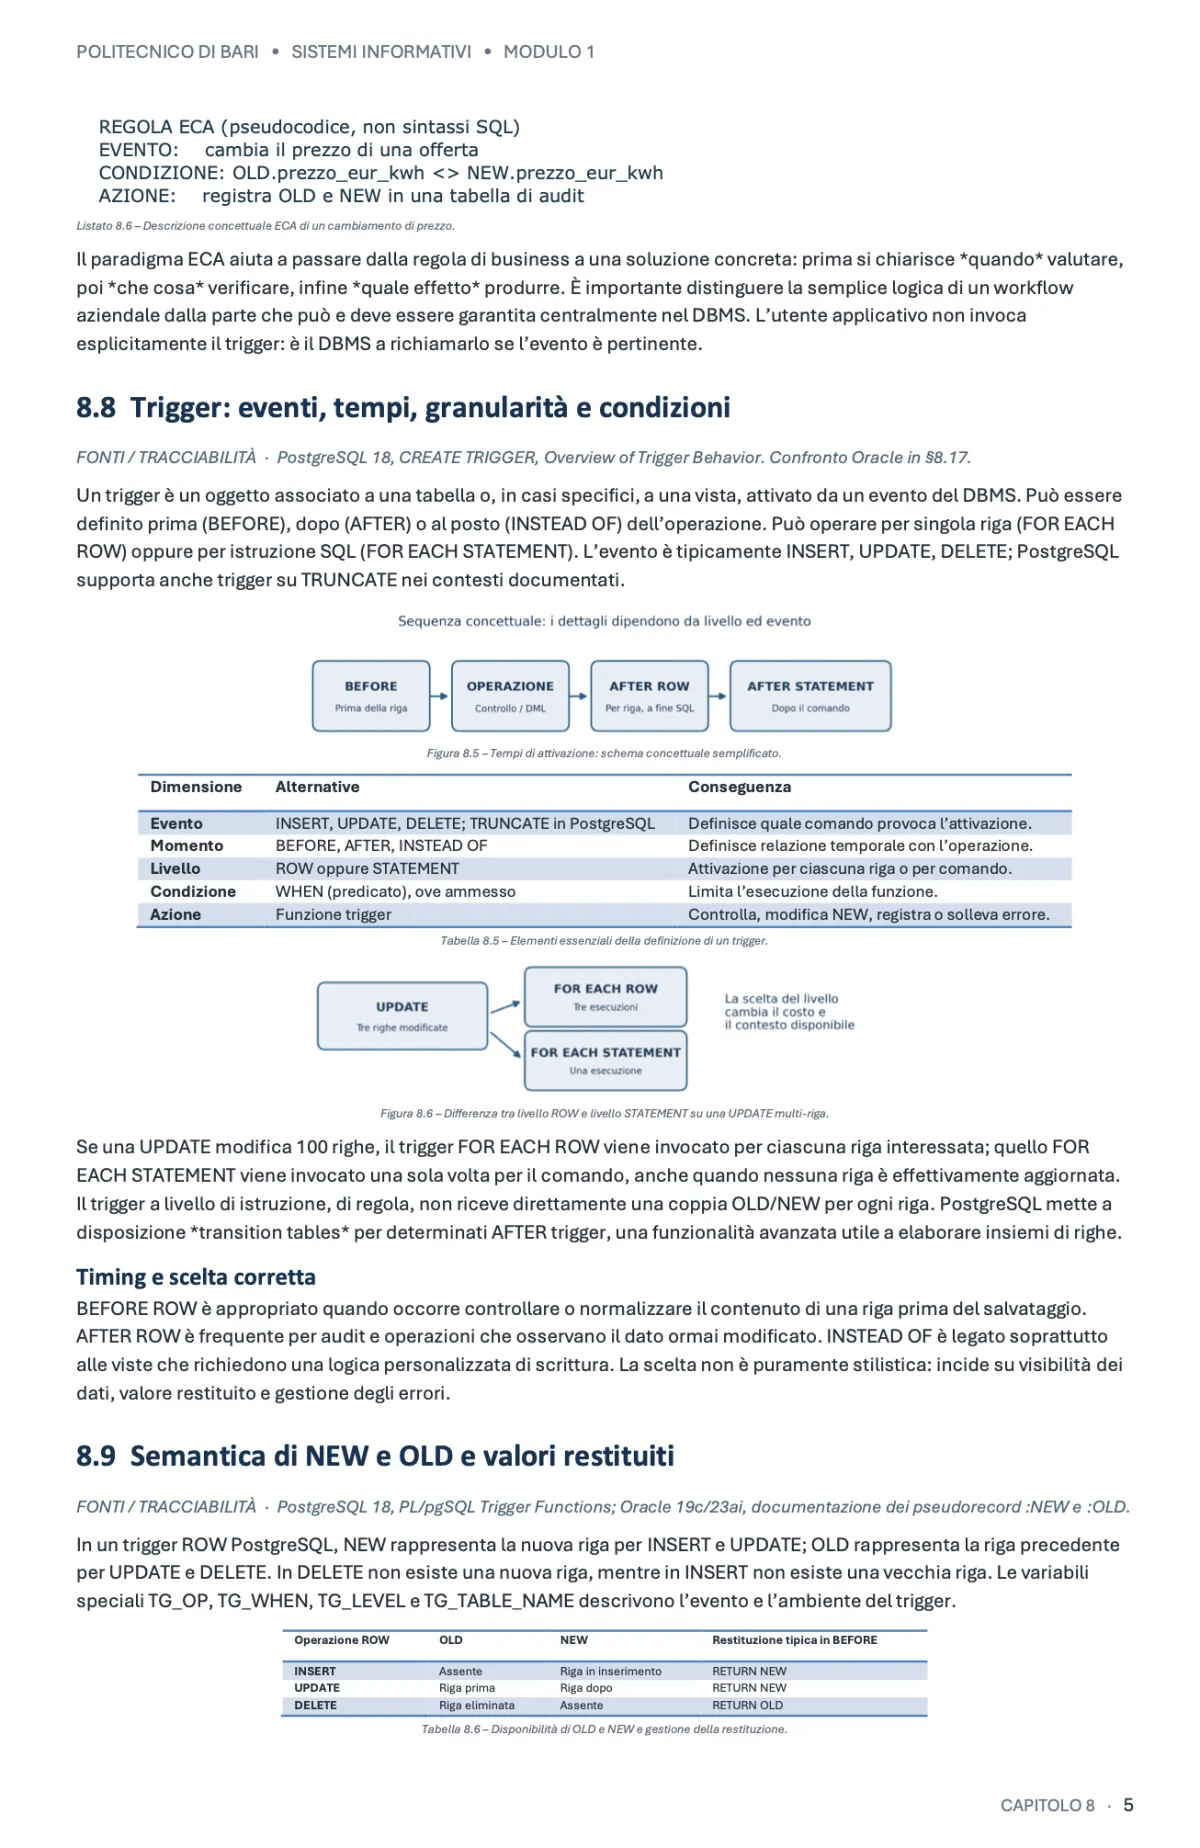 POLITECNICO DI BARI • SISTEMI INFORMATIVI • MODULO 1
REGOLA ECA (pseudocodice, non sintassi SQL)
EVENTO: cambia il prezzo di una offerta
CONDIZIONE: OLD.prezzo_eur_kwh <> NEW.prezzo_eur_kwh
AZIONE: registra OLD e NEW in una tabella di audit
Listato 8.6 – Descrizione concettuale ECA di un cambiamento di prezzo.
Il paradigma ECA aiuta a passare dalla regola di business a una soluzione concreta: prima si chiarisce *quando* valutare,
poi *che cosa* verificare, infine *quale effetto* produrre. È importante distinguere la semplice logica di un workflow
aziendale dalla parte che può e deve essere garantita centralmente nel DBMS. L’utente applicativo non invoca
esplicitamente il trigger: è il DBMS a richiamarlo se l’evento è pertinente.
8.8 Trigger: eventi, tempi, granularità e condizioni
FONTI / TRACCIABILITÀ · PostgreSQL 18, CREATE TRIGGER, Overview of Trigger Behavior. Confronto Oracle in §8.17.
Un trigger è un oggetto associato a una tabella o, in casi specifici, a una vista, attivato da un evento del DBMS. Può essere
definito prima (BEFORE), dopo (AFTER) o al posto (INSTEAD OF) dell’operazione. Può operare per singola riga (FOR EACH
ROW) oppure per istruzione SQL (FOR EACH STATEMENT). L’evento è tipicamente INSERT, UPDATE, DELETE; PostgreSQL
supporta anche trigger su TRUNCATE nei contesti documentati.
Sequenza concettuale: i dettagli dipendono da livello ed evento
BEFORE OPERAZIONE AFTER ROW AFTER STATEMENT
Prima della riga Controllo / DML Per riga, a fine SQL Dopo il comando
Figura 8.5 – Tempi di attivazione: schema concettuale semplificato.
Dimensione Alternative Conseguenza
Evento INSERT, UPDATE, DELETE; TRUNCATE in PostgreSQL Definisce quale comando provoca l’attivazione.
Momento BEFORE, AFTER, INSTEAD OF Definisce relazione temporale con l’operazione.
Livello ROW oppure STATEMENT Attivazione per ciascuna riga o per comando.
Condizione WHEN (predicato), ove ammesso Limita l’esecuzione della funzione.
Azione Funzione trigger Controlla, modifica NEW, registra o solleva errore.
Tabella 8.5 – Elementi essenziali della definizione di un trigger.
UPDATE
Tre righe modificate
FOR EACH ROW
Tre esecuzioni
FOR EACH STATEMENT
Una esecuzione
La scelta del livello
cambia il costo e
il contesto disponibile
Figura 8.6 – Differenza tra livello ROW e livello STATEMENT su una UPDATE multi-riga.
Se una UPDATE modifica 100 righe, il trigger FOR EACH ROW viene invocato per ciascuna riga interessata; quello FOR
EACH STATEMENT viene invocato una sola volta per il comando, anche quando nessuna riga è effettivamente aggiornata.
Il trigger a livello di istruzione, di regola, non riceve direttamente una coppia OLD/NEW per ogni riga. PostgreSQL mette a
disposizione *transition tables* per determinati AFTER trigger, una funzionalità avanzata utile a elaborare insiemi di righe.
Timing e scelta corretta
BEFORE ROW è appropriato quando occorre controllare o normalizzare il contenuto di una riga prima del salvataggio.
AFTER ROW è frequente per audit e operazioni che osservano il dato ormai modificato. INSTEAD OF è legato soprattutto
alle viste che richiedono una logica personalizzata di scrittura. La scelta non è puramente stilistica: incide su visibilità dei
dati, valore restituito e gestione degli errori.
8.9 Semantica di NEW e OLD e valori restituiti
FONTI / TRACCIABILITÀ · PostgreSQL 18, PL/pgSQL Trigger Functions; Oracle 19c/23ai, documentazione dei pseudorecord :NEW e :OLD.
In un trigger ROW PostgreSQL, NEW rappresenta la nuova riga per INSERT e UPDATE; OLD rappresenta la riga precedente
per UPDATE e DELETE. In DELETE non esiste una nuova riga, mentre in INSERT non esiste una vecchia riga. Le variabili
speciali TG_OP, TG_WHEN, TG_LEVEL e TG_TABLE_NAME descrivono l’evento e l’ambiente del trigger.
Operazione ROW OLD NEW Restituzione tipica in BEFORE
INSERT Assente Riga in inserimento RETURN NEW
UPDATE Riga prima Riga dopo RETURN NEW
DELETE Riga eliminata Assente RETURN OLD
Tabella 8.6 – Disponibilità di OLD e NEW e gestione della restituzione.
CAPITOLO 8 · 5